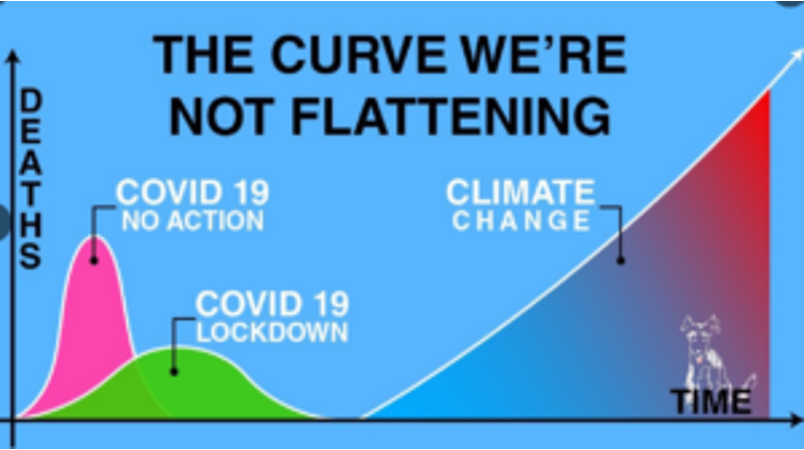 THE CURVE WE'RE
NOT FLATTENING
DEATHS
COVID 19
NO ACTION
CLIMATE
CHANGE
COVID 19
LOCKDOWN
TIME